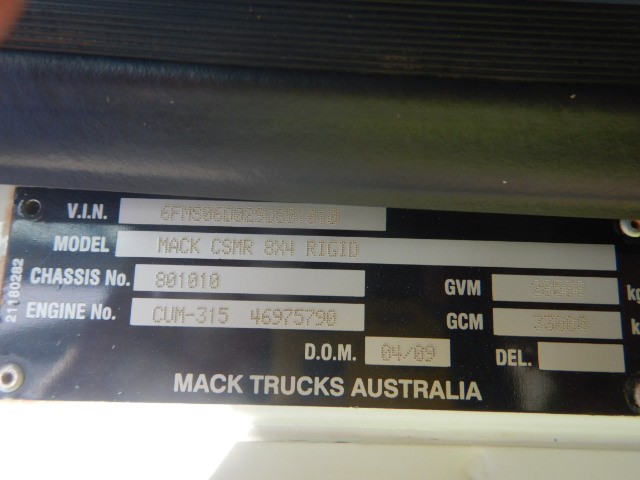 V.I.N.
MODEL MACK CSMR 8X4 RIGID
CHASSIS No. 801010
GVM kg
ENGINE No. CUM-315 46975790
GCM
D.O.M. 04/09 DEL.
MACK TRUCKS AUSTRALIA
21180282